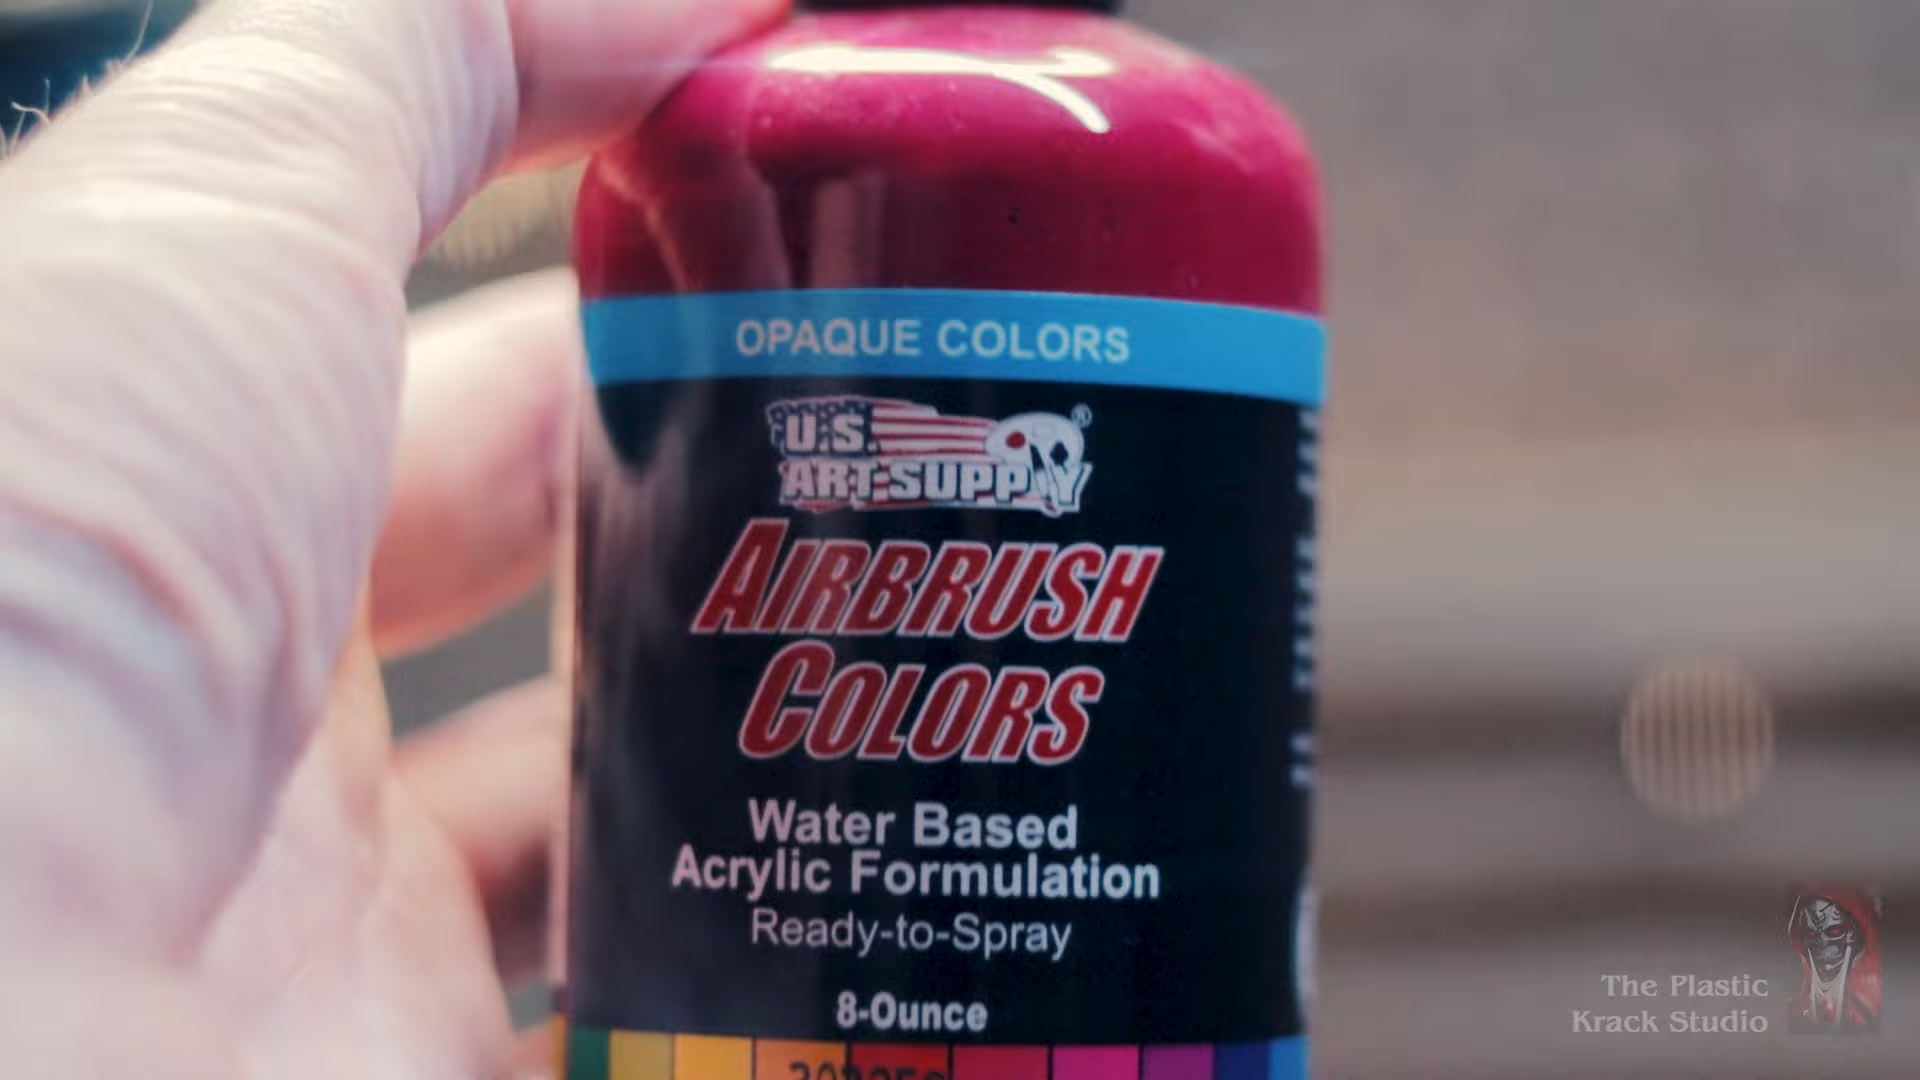 OPAQUE COLORS
U.S.
ART SUPPLY
®
AIRBRUSH
COLORS
Water Based
Acrylic Formulation
Ready-to-Spray
8-Ounce
The Plastic
Krack Studio